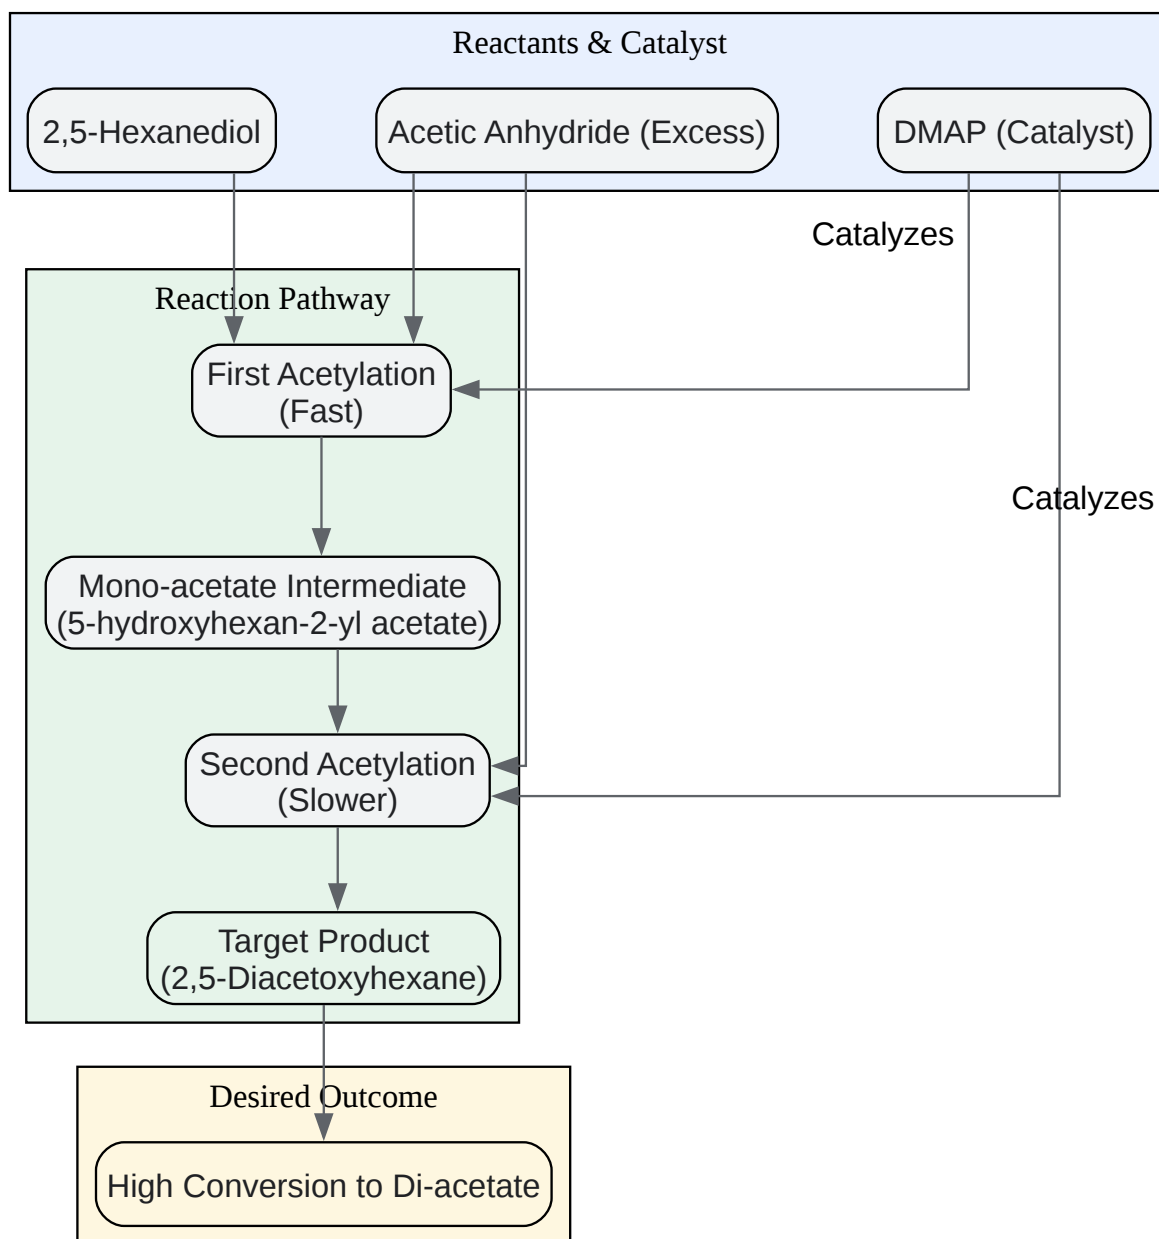 Reactants & Catalyst
2,5-Hexanediol
Acetic Anhydride (Excess)
DMAP (Catalyst)
Catalyzes
Reaction Pathway
First Acetylation
(Fast)
Catalyzes
Mono-acetate Intermediate
(5-hydroxyhexan-2-yl acetate)
Second Acetylation
(Slower)
Target Product
(2,5-Diacetoxyhexane)
Desired Outcome
High Conversion to Di-acetate